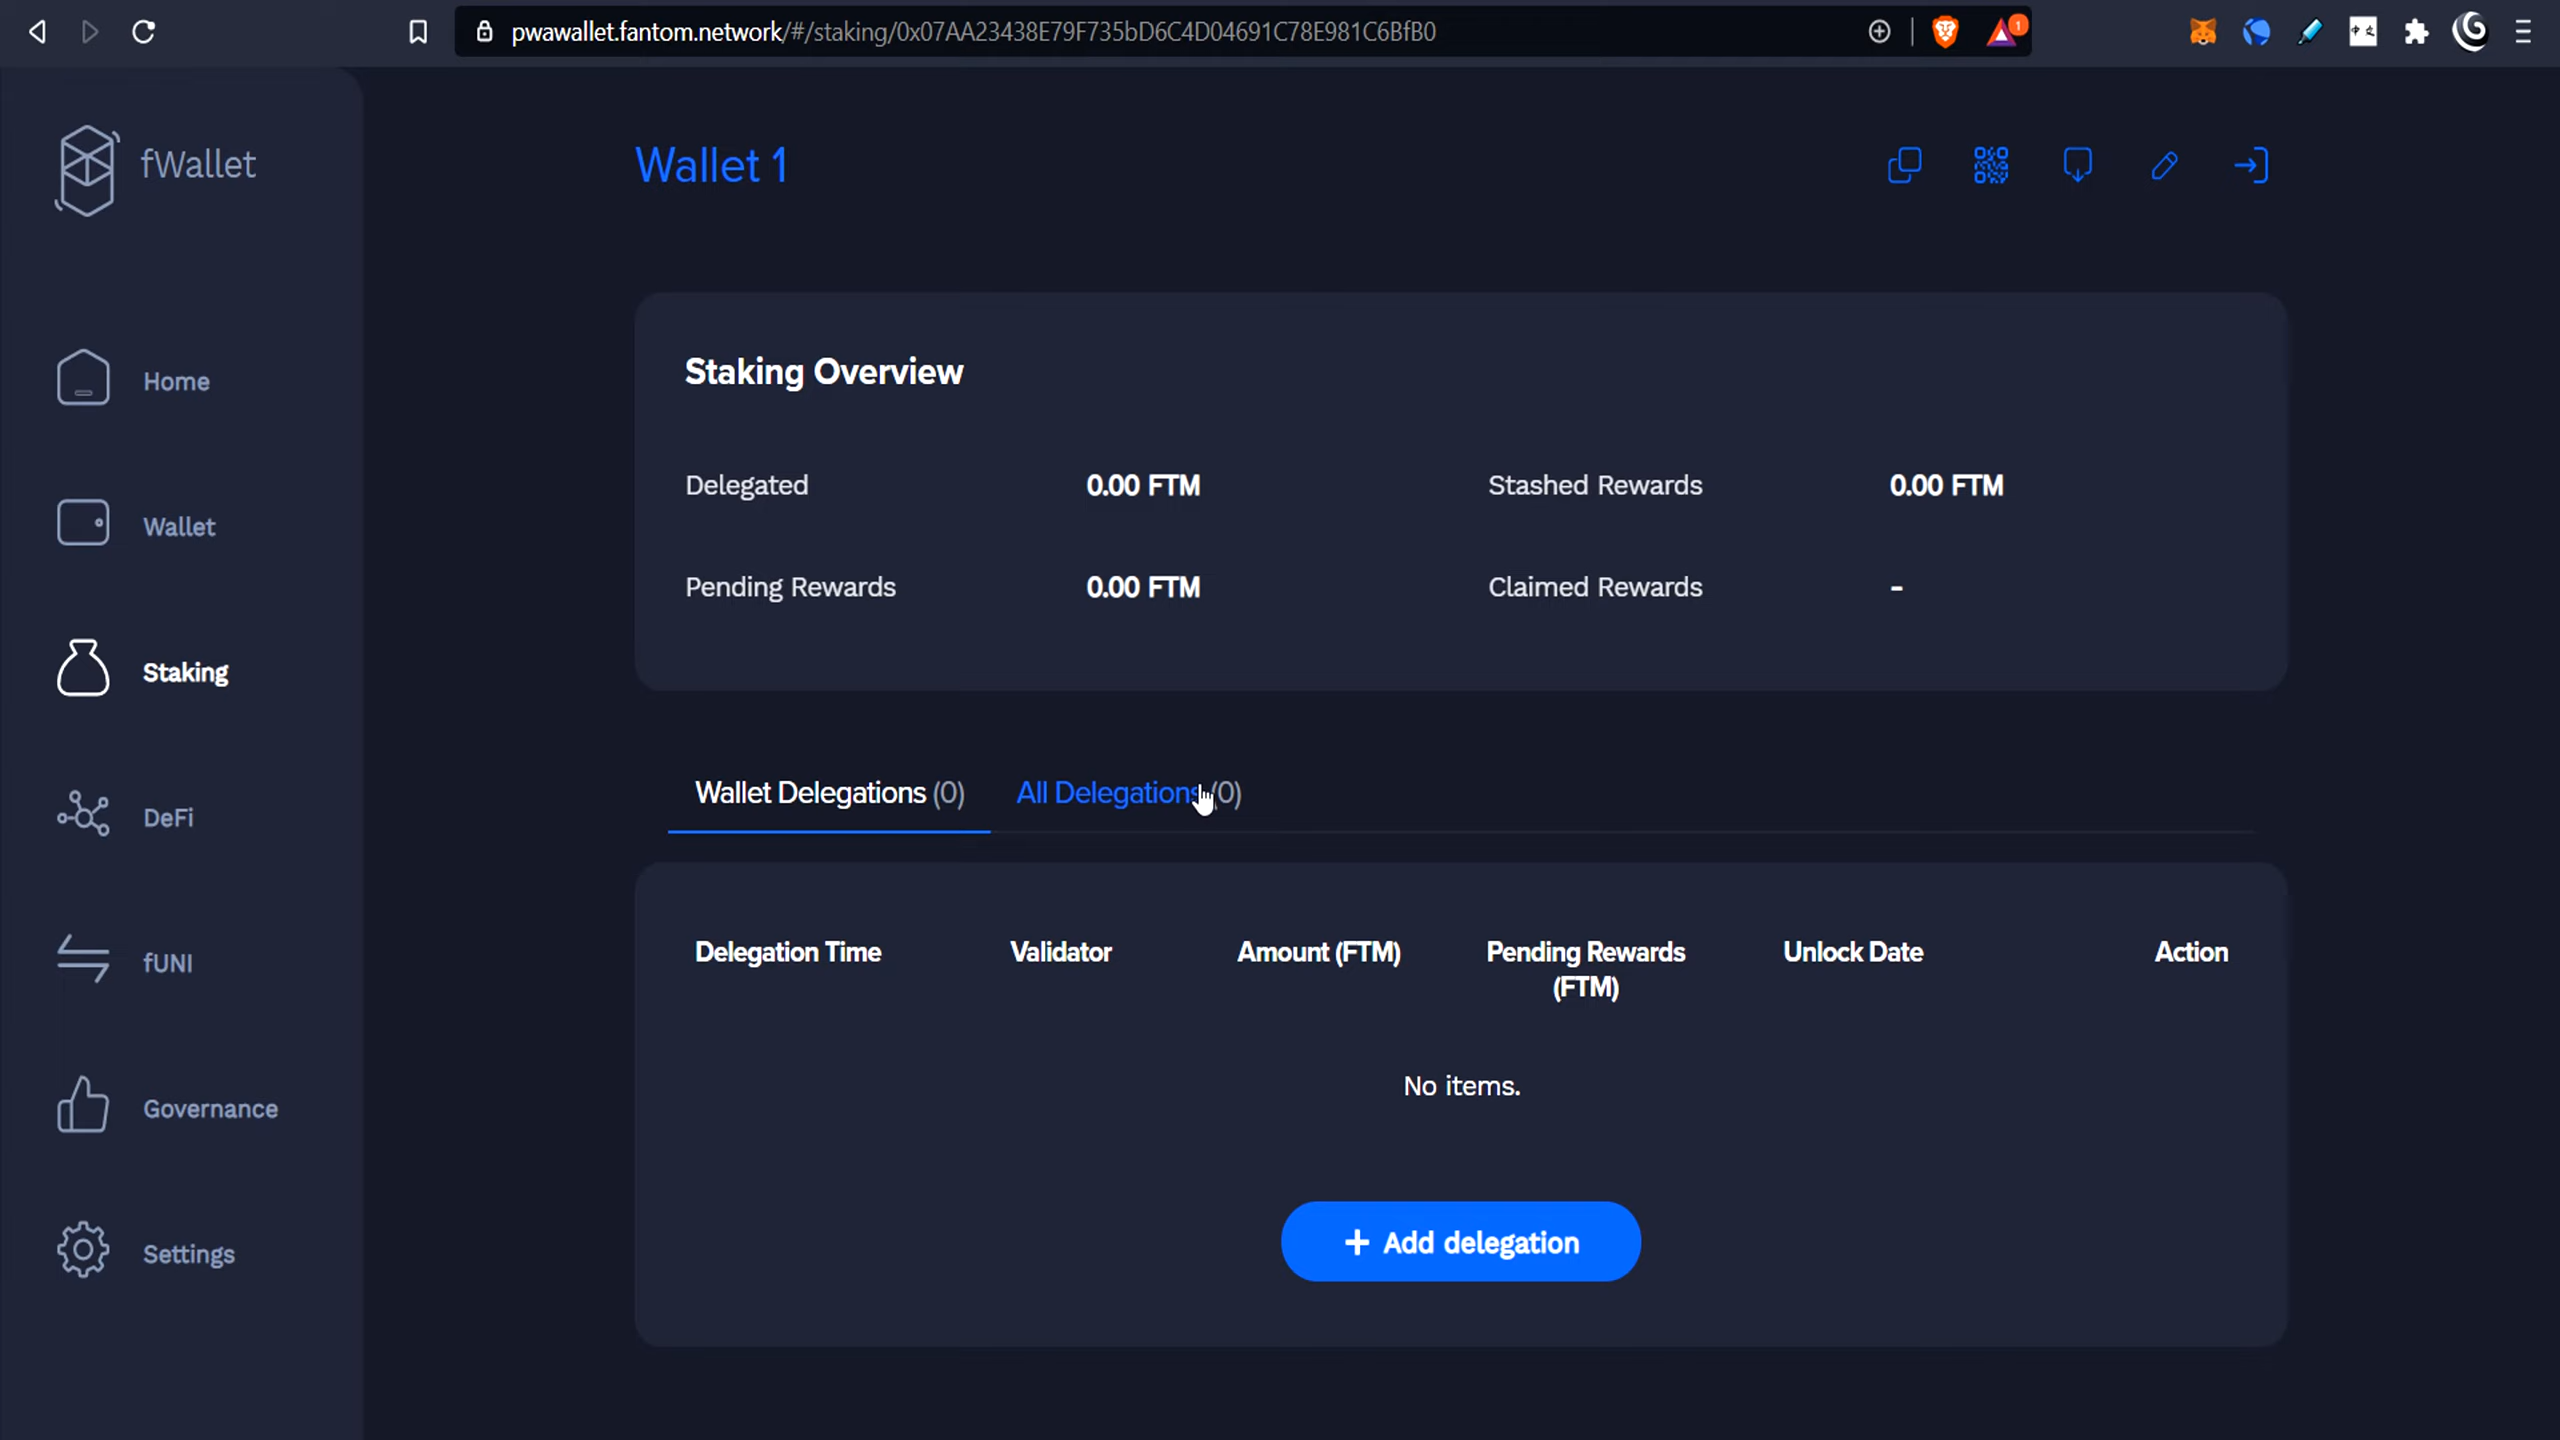 pwawallet.fantom.network/#/staking/0x07AA23438E79F735bD6C4D04691C78E981C6BfB0
1
fWallet
Wallet 1
Home
Wallet
Staking
DeFi
fUNI
Governance
Settings
Staking Overview
Delegated 0.00 FTM Stashed Rewards 0.00 FTM
Pending Rewards 0.00 FTM Claimed Rewards -
Wallet Delegations (0) All Delegations (0)
Delegation Time Validator Amount (FTM) Pending Rewards (FTM) Unlock Date Action
No items.
+ Add delegation